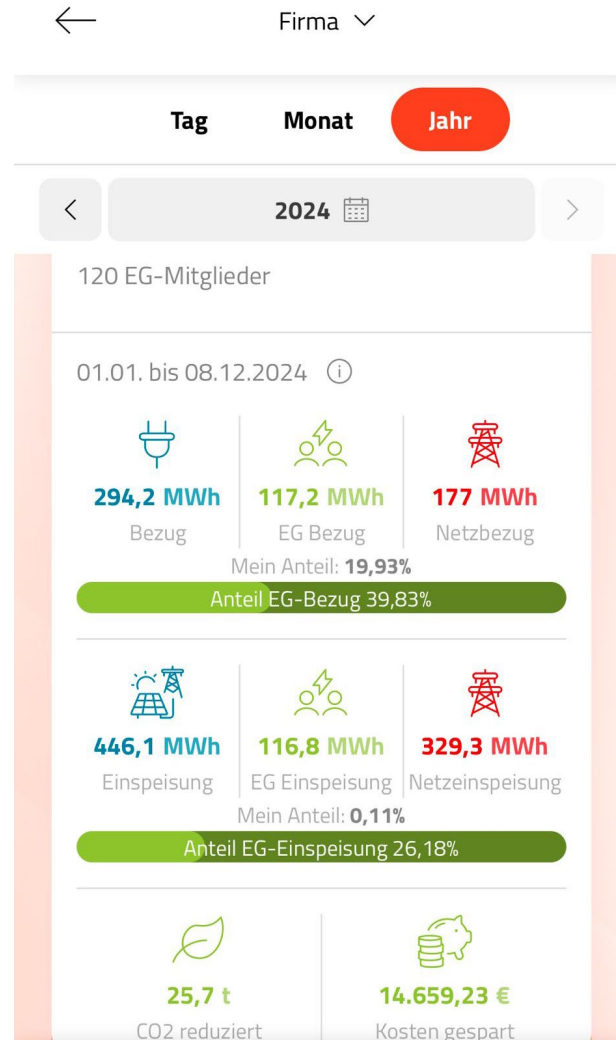 Firma
Tag Monat Jahr
2024
120 EG-Mitglieder
01.01. bis 08.12.2024
294,2 MWh 117,2 MWh 177 MWh
Bezug EG Bezug Netzbezug
Mein Anteil: 19,93%
Anteil EG-Bezug 39,83%
446,1 MWh 116,8 MWh 329,3 MWh
Einspeisung EG Einspeisung Netzeinspeisung
Mein Anteil: 0,11%
Anteil EG-Einspeisung 26,18%
25,7 t 14.659,23 €
CO2 reduziert Kosten gespart